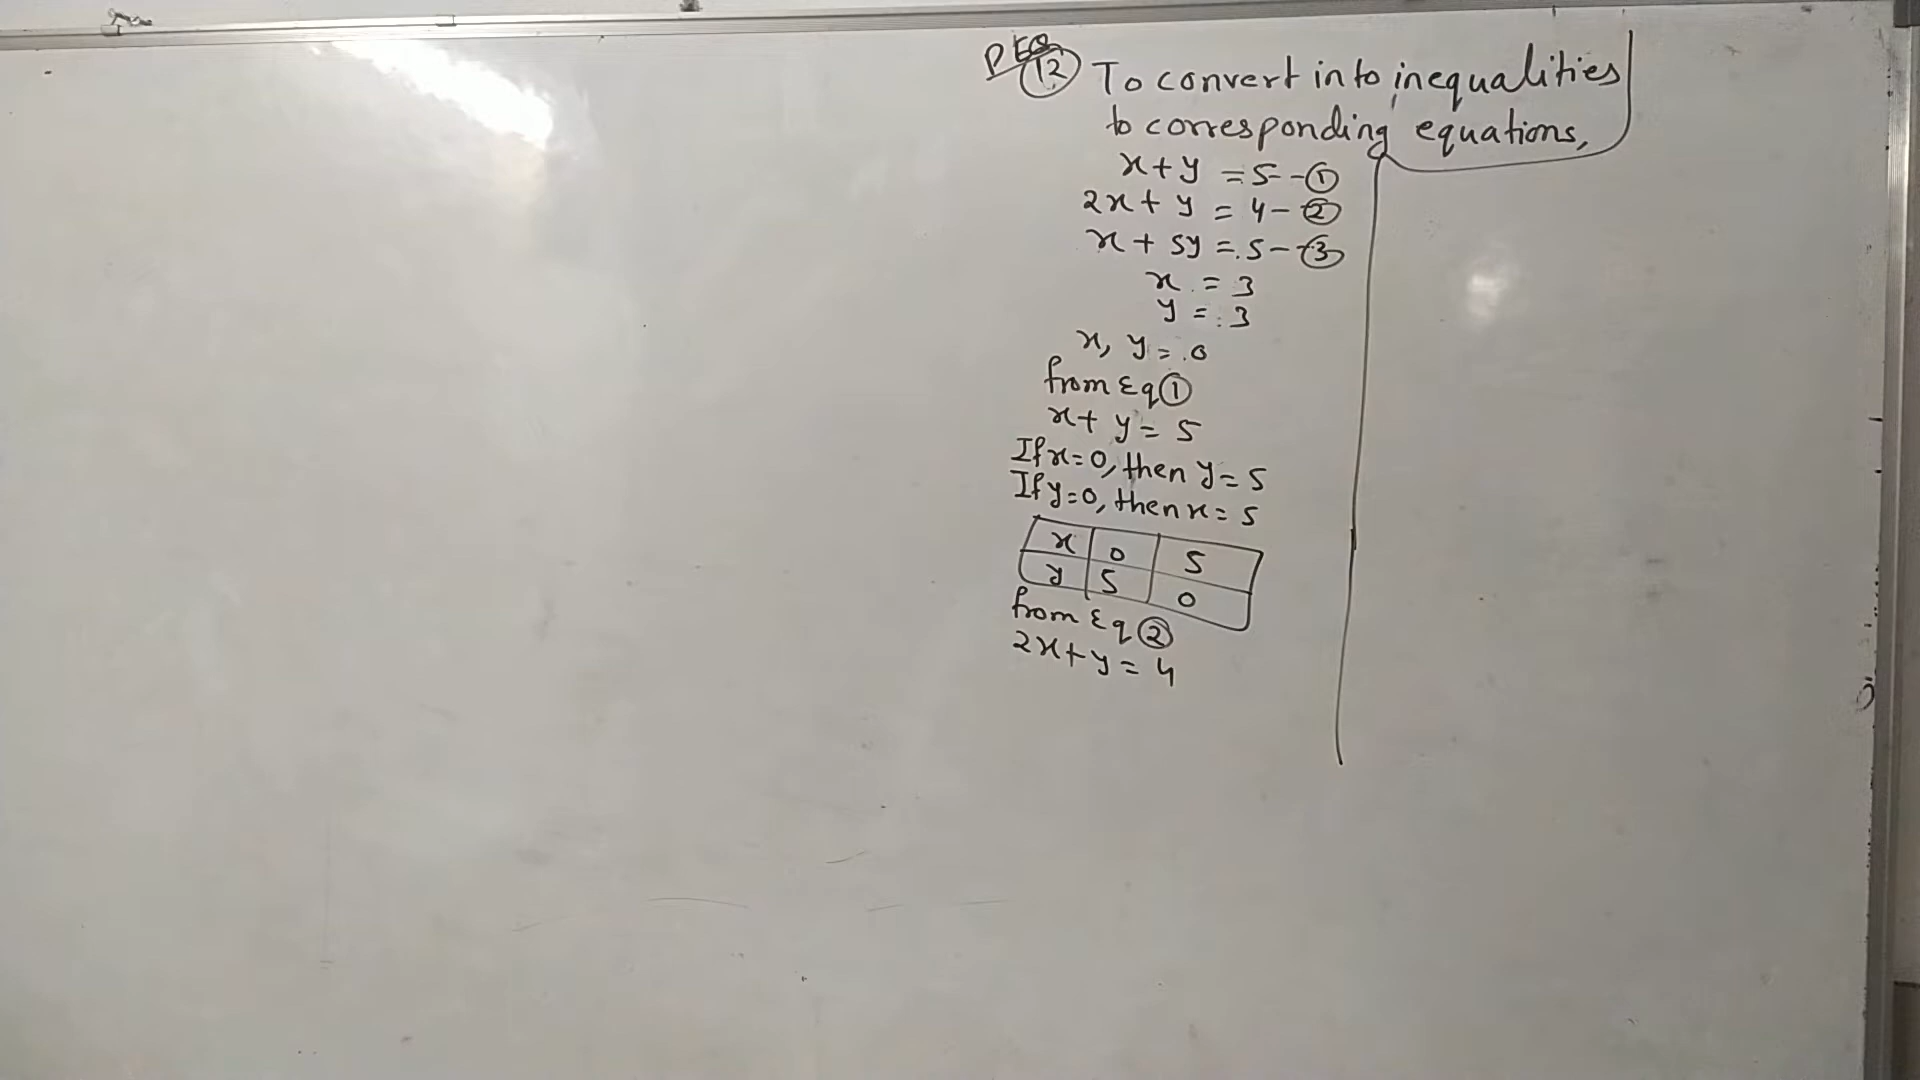 (12) To convert into inequalities
to corresponding equations,
x + y = 5 - (1)
2x + y = 4 - (2)
x + 5y = 5 - (3)
x = 3
y = 3
x, y = 0
from Eq (1)
x + y = 5
If x = 0, then y = 5
If y = 0, then x = 5
x 0 5
y 5 0
from Eq (2)
2x + y = 4